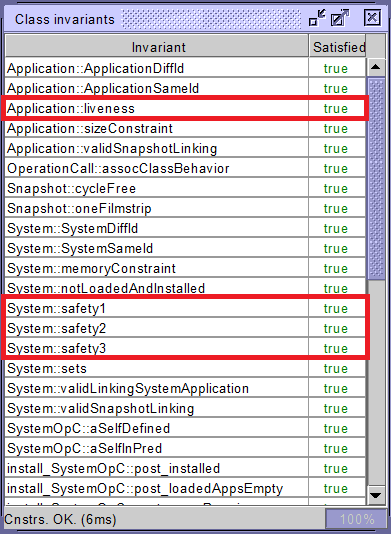 Class invariants
Invariant Satisfied
Application::ApplicationDiffId true
Application::ApplicationSameId true
Application::liveness true
Application::sizeConstraint true
Application::validSnapshotLinking true
OperationCall::assocClassBehavior true
Snapshot::cycleFree true
Snapshot::oneFilmstrip true
System::SystemDiffId true
System::SystemSameId true
System::memoryConstraint true
System::notLoadedAndInstalled true
System::safety1 true
System::safety2 true
System::safety3 true
System::sets true
System::validLinkingSystemApplication true
System::validSnapshotLinking true
SystemOpC::aSelfDefined true
SystemOpC::aSelfInPred true
install_SystemOpC::post_installed true
install_SystemOpC::post_loadedAppsEmpty true
Cnstrs. OK. (6ms) 100%